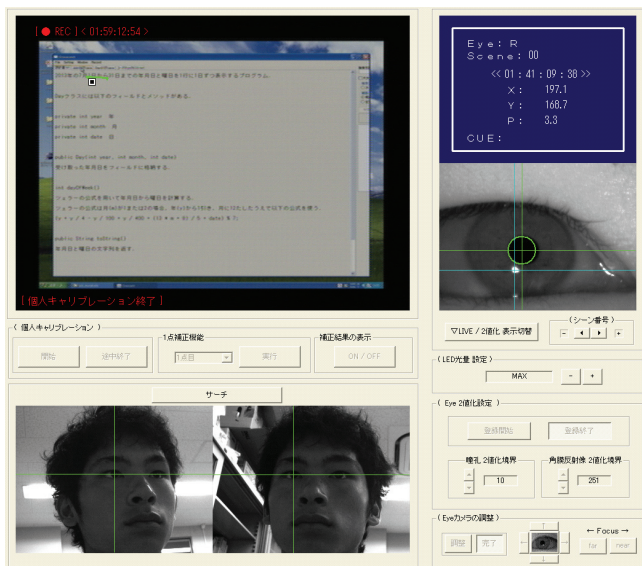 [ ● REC ] < 01:59:12:54 >
2003年の1月1日から31日までの年月日と曜日を1行に1日ずつ表示するプログラム。
Dayクラスには以下のフィールドとメソッドがある。
private int year 年
private int month 月
private int date 日
public Day(int year, int month, int date)
受け取った年月日をフィールドに格納する。
int dayOfWeek()
ツェラーの公式を用いて年月日から曜日を計算する。
public String toString()
年月日と曜日の文字列を返す。
[ 個人キャリブレーション終了 ]
Eye: R
Scene: 00
<< 01 : 41 : 09 : 38 >>
X : 197.1
Y : 168.7
P : 3.3
CUE :
( 個人キャリブレーション )
開始
途中終了
1点補正機能
1点目
実行
補正結果の表示
ON / OFF
サーチ
▽LIVE / 2値化 表示切替
( シーン番号 )
- +
( LED光量 設定 )
MAX
- +
( Eye 2値化設定 )
登録開始
登録終了
瞳孔 2値化境界
10
角膜反射像 2値化境界
251
( Eyeカメラの調整 )
調整
完了
← Focus →
far
near